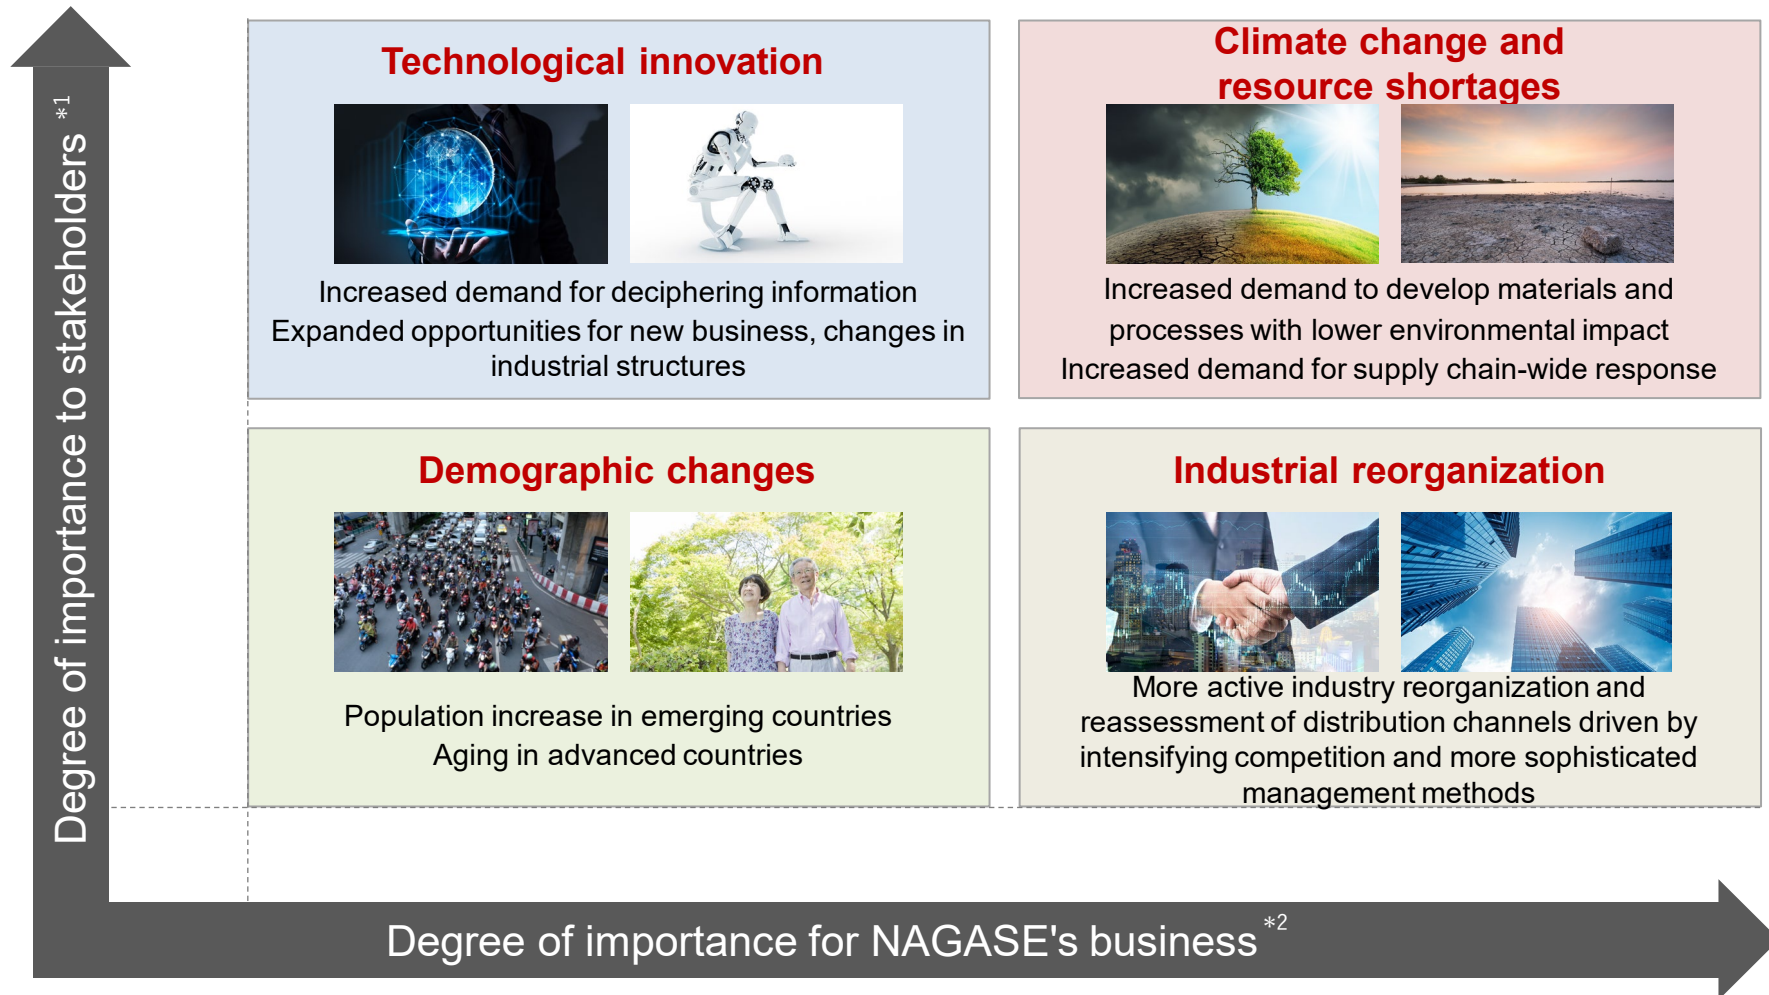 Degree of importance to stakeholders *1
Technological innovation
Increased demand for deciphering information
Expanded opportunities for new business, changes in
industrial structures
Climate change and
resource shortages
Increased demand to develop materials and
processes with lower environmental impact
Increased demand for supply chain-wide response
Demographic changes
Population increase in emerging countries
Aging in advanced countries
Industrial reorganization
More active industry reorganization and
reassessment of distribution channels driven by
intensifying competition and more sophisticated
management methods
Degree of importance for NAGASE's business *2